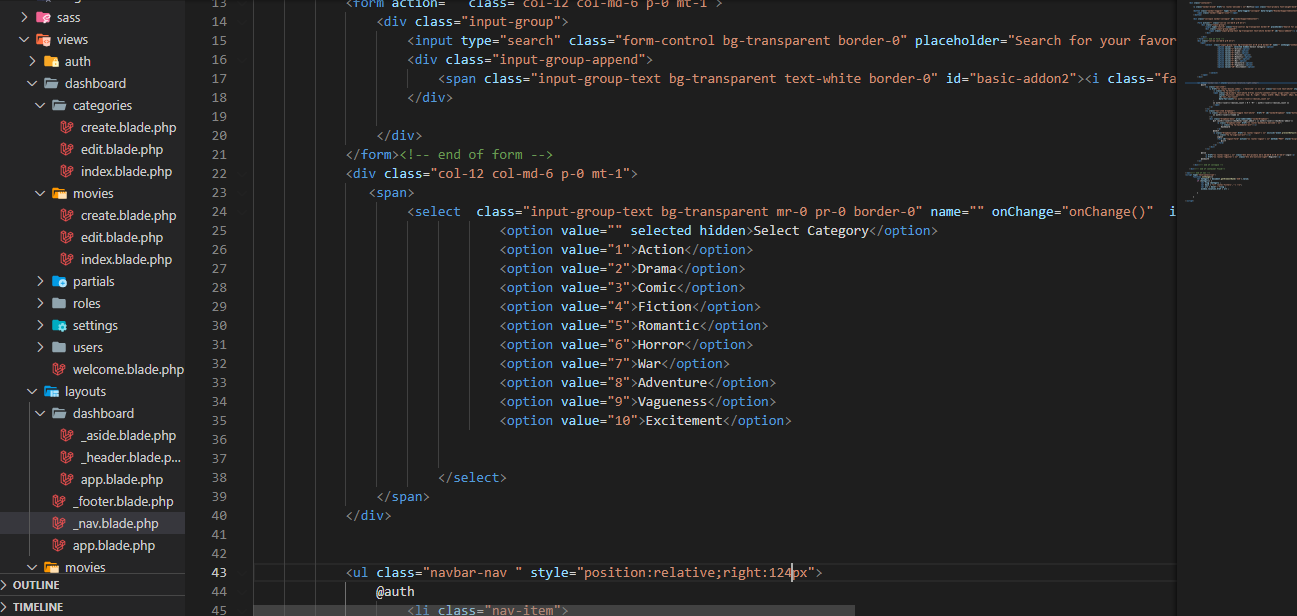 sass
views
auth
dashboard
categories
create.blade.php
edit.blade.php
index.blade.php
movies
create.blade.php
edit.blade.php
index.blade.php
partials
roles
settings
users
welcome.blade.php
layouts
dashboard
_aside.blade.php
_header.blade.p...
app.blade.php
_footer.blade.php
_nav.blade.php
app.blade.php
movies
OUTLINE
TIMELINE
13 <form action=" class="col-12 col-md-6 p-0 mt-1">
14 <div class="input-group">
15 <input type="search" class="form-control bg-transparent border-0" placeholder="Search for your favor
16 <div class="input-group-append">
17 <span class="input-group-text bg-transparent text-white border-0" id="basic-addon2"><i class="fa
18 </div>
19
20 </div>
21 </form><!-- end of form -->
22 <div class="col-12 col-md-6 p-0 mt-1">
23 <span>
24 <select class="input-group-text bg-transparent mr-0 pr-0 border-0" name="" onChange="onChange()" i
25 <option value="" selected hidden>Select Category</option>
26 <option value="1">Action</option>
27 <option value="2">Drama</option>
28 <option value="3">Comic</option>
29 <option value="4">Fiction</option>
30 <option value="5">Romantic</option>
31 <option value="6">Horror</option>
32 <option value="7">War</option>
33 <option value="8">Adventure</option>
34 <option value="9">Vagueness</option>
35 <option value="10">Excitement</option>
36
37
38 </select>
39 </span>
40 </div>
41
42
43 <ul class="navbar-nav " style="position:relative;right:124px">
44 @auth
45 <li class="nav-item">